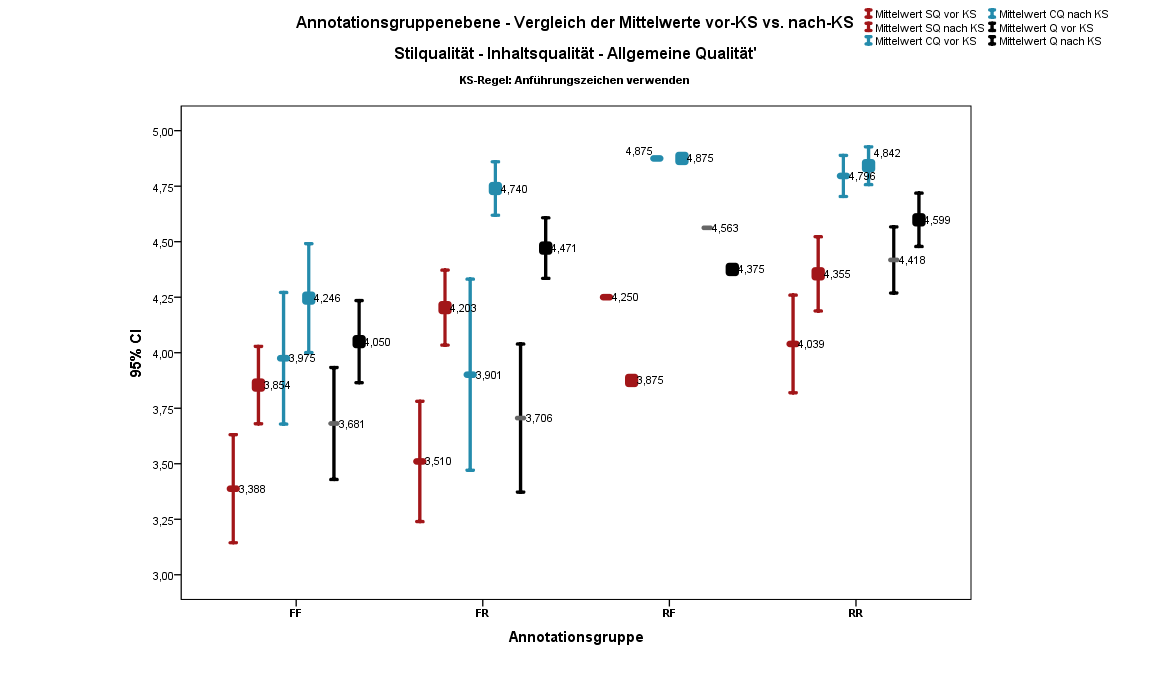 Annotationsgruppenebene - Vergleich der Mittelwerte vor-KS vs. nach-KS
Stilqualität - Inhaltsqualität - Allgemeine Qualität'
KS-Regel: Anführungszeichen verwenden
Mittelwert SQ vor KS
Mittelwert SQ nach KS
Mittelwert CQ vor KS
Mittelwert CQ nach KS
Mittelwert Q vor KS
Mittelwert Q nach KS
95% CI
5,00
4,75
4,50
4,25
4,00
3,75
3,50
3,25
3,00
3,388
3,854
3,975
4,246
3,681
4,050
3,510
4,203
3,901
4,740
3,706
4,471
4,250
3,875
4,875
4,875
4,563
4,375
4,039
4,355
4,796
4,842
4,418
4,599
FF
FR
RF
RR
Annotationsgruppe